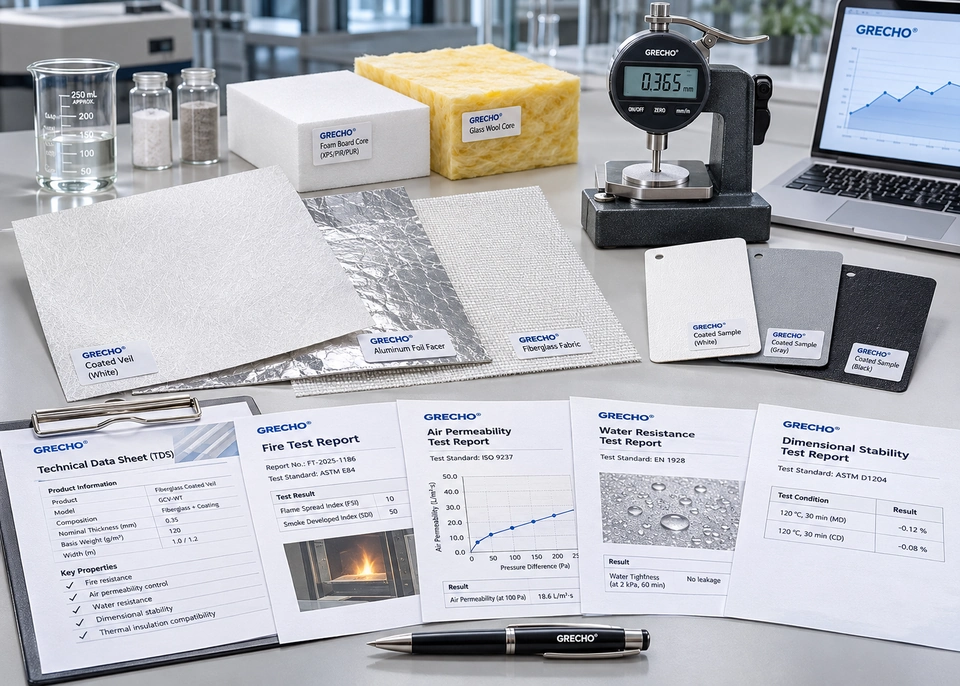 250 mL
APPROX.
200
150
100
50
GRECHO®
Foam Board Core
(XPS/PIR/PUR)
GRECHO®
Glass Wool Core
GRECHO®
0.365
mm
ON/OFF ZERO mm/in
GRECHO®
GRECHO®
Coated Veil
(White)
GRECHO®
Aluminum Foil Facer
GRECHO®
Fiberglass Fabric
GRECHO®
Coated Sample
(White)
GRECHO®
Coated Sample
(Gray)
GRECHO®
Coated Sample
(Black)
GRECHO®
Technical Data Sheet (TDS)
Product Information
Fiberglass Coated Veil
Product
GCV-WT
Model
Fiberglass + Coating
Composition
0.35
Nominal Thickness (mm)
120
Basis Weight (g/m²)
1.0 / 1.2
Width (m)
Key Properties
✓ Fire resistance
✓ Air permeability control
✓ Water resistance
✓ Dimensional stability
✓ Thermal insulation compatibility
GRECHO®
Fire Test Report
Report No.: FT-2025-1186
Test Standard: ASTM E84
Test Result
Flame Spread Index (FSI) 10
Smoke Developed Index (SDI) 50
GRECHO®
Air Permeability
Test Report
Test Standard: ISO 9237
Air Permeability (L/m²·s)
50.0
40.0
30.0
20.0
10.0
0.0
0 50 100 150 200 25
Pressure Difference (Pa)
Result
Air Permeability (at 100 Pa) 18.6 L/m²·s
GRECHO®
Water Resistance
Test Report
Test Standard: EN 1928
Result
Water Tightness No leakage
(at 2 kPa, 60 min)
GRECHO®
Dimensional Stability
Test Report
Test Standard: ASTM D1204
Test Condition Result
120 °C, 30 min (MD) -0.12 %
120 °C, 30 min (CD) -0.08 %
GRECHO®